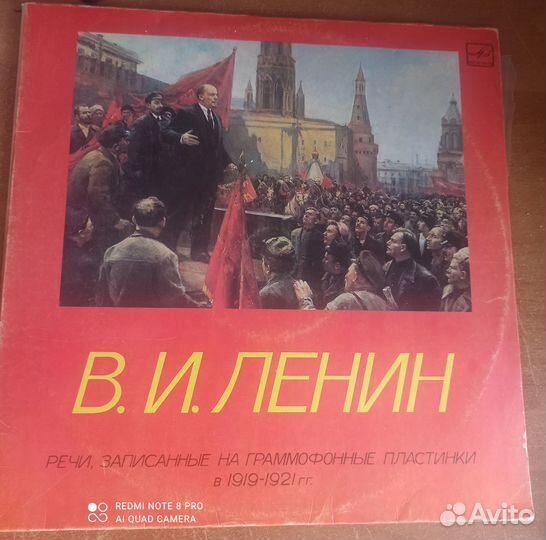 В. И. ЛЕНИН
РЕЧИ, ЗАПИСАННЫЕ НА ГРАММОФОННЫЕ ПЛАСТИНКИ
в 1919-1921 гг.
REDMI NOTE 8 PRO
AI QUAD CAMERA
Avito